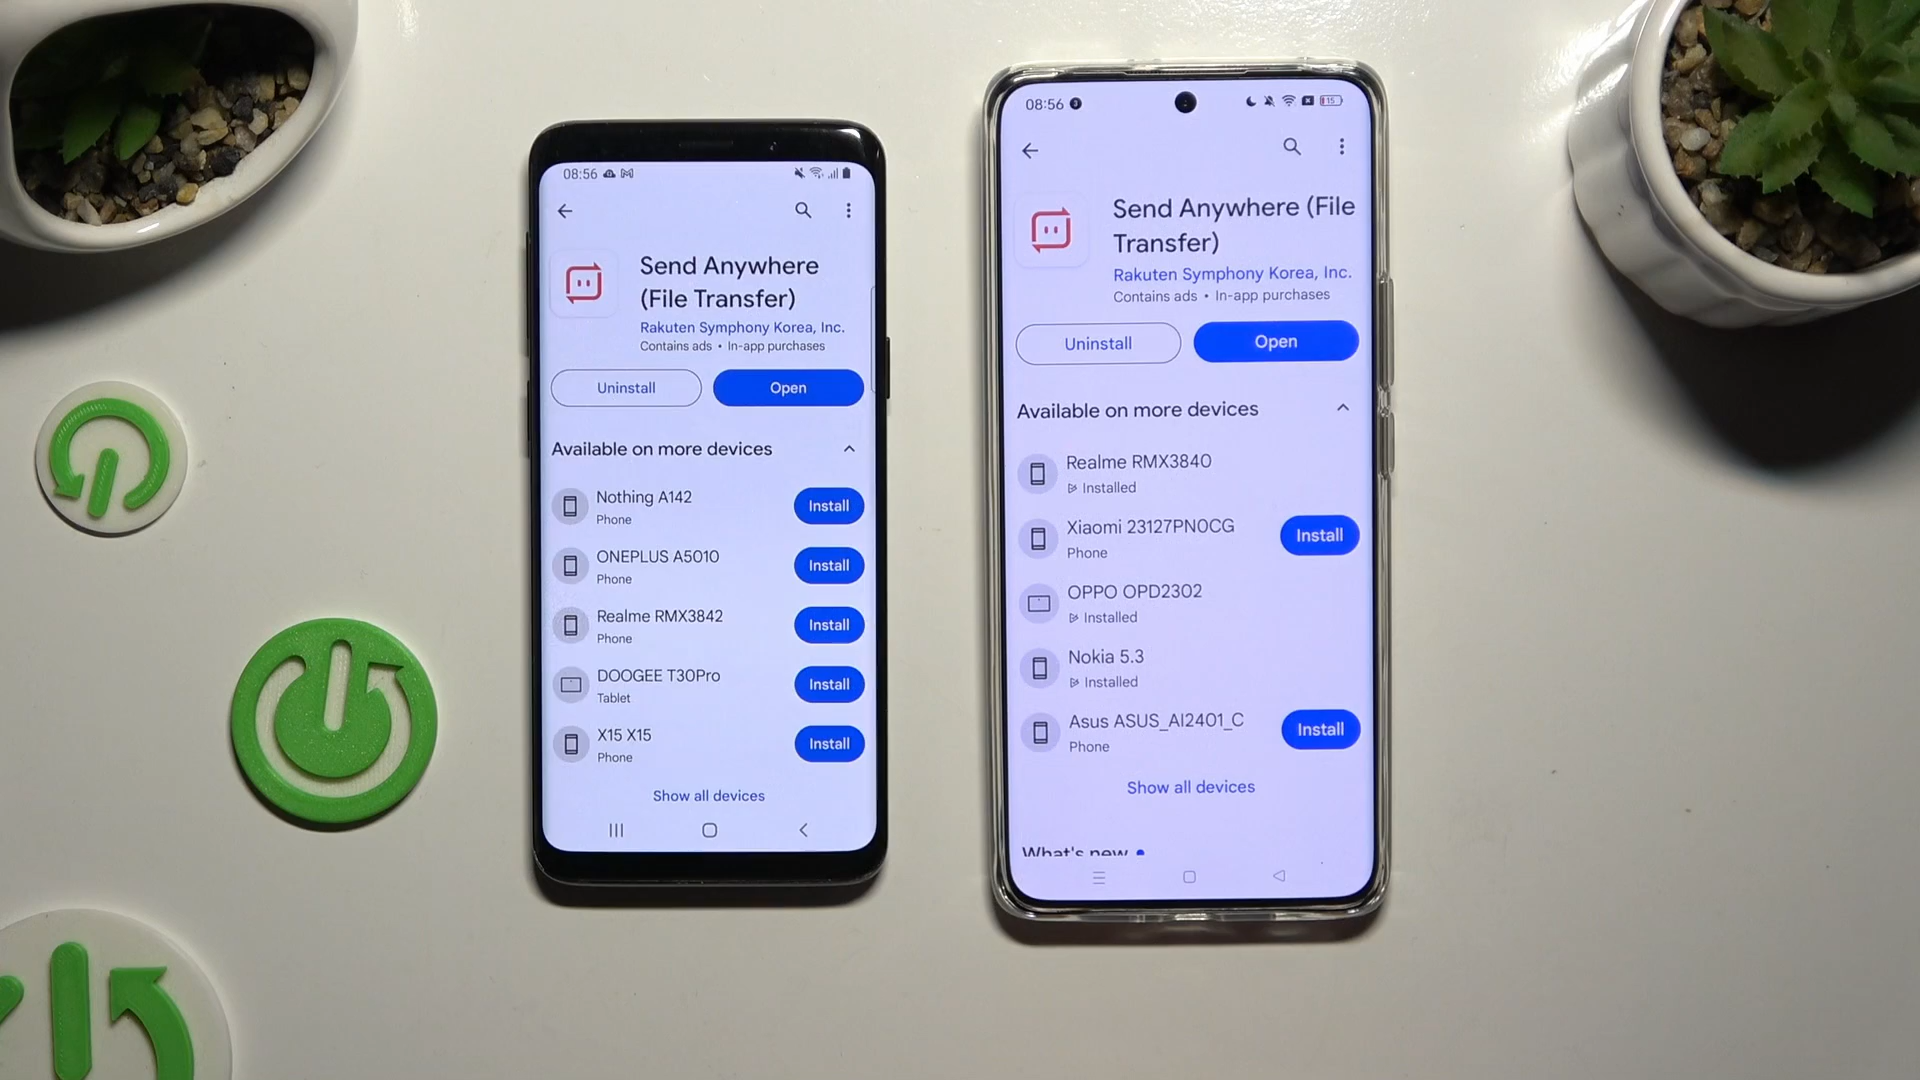 08:56
Send Anywhere
(File Transfer)
Rakuten Symphony Korea, Inc.
Contains ads • In-app purchases
Uninstall
Open
Available on more devices
Nothing A142
Phone
Install
ONEPLUS A5010
Phone
Install
Realme RMX3842
Phone
Install
DOOGEE T30Pro
Tablet
Install
X15 X15
Phone
Install
Show all devices
08:56
15
Send Anywhere (File
Transfer)
Rakuten Symphony Korea, Inc.
Contains ads • In-app purchases
Uninstall
Open
Available on more devices
Realme RMX3840
Installed
Xiaomi 23127PN0CG
Phone
Install
OPPO OPD2302
Installed
Nokia 5.3
Installed
Asus ASUS_AI2401_C
Phone
Install
Show all devices
What's new